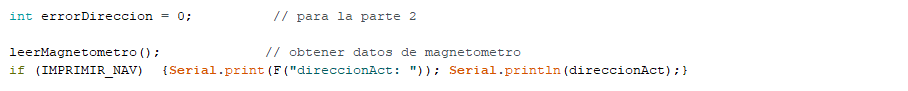 int errorDireccion = 0;          // para la parte 2
leerMagnetometro();             // obtener datos de magnetometro
if (IMPRIMIR_NAV)  {Serial.print(F("direccionAct: ")); Serial.println(direccionAct);}